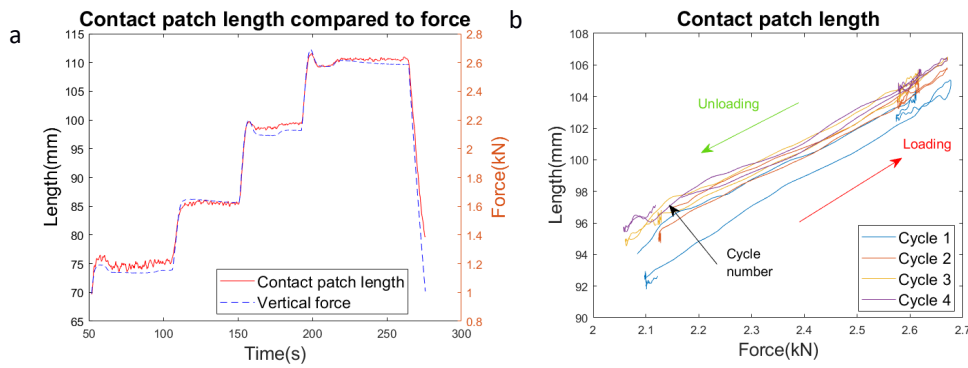 a
Contact patch length compared to force
115
110
105
100
95
90
85
80
75
70
65
Length(mm)
2.8
2.6
2.4
2.2
2
1.8
1.6
1.4
1.2
1
0.8
Force(kN)
Contact patch length
Vertical force
50 100 150 200 250 300
Time(s)
b
Contact patch length
108
106
104
102
100
98
96
94
92
90
Length(mm)
Unloading
Loading
Cycle
number
Cycle 1
Cycle 2
Cycle 3
Cycle 4
2 2.1 2.2 2.3 2.4 2.5 2.6 2.7
Force(kN)